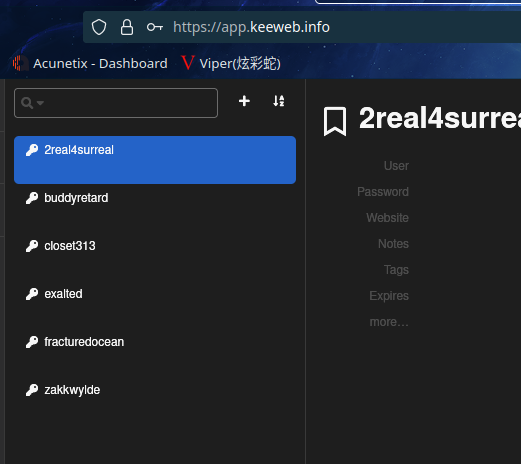 https://app.keeweb.info
Acunetix - Dashboard
Viper(炫彩蛇)
2real4surreal
buddyretard
closet313
exalted
fracturedocean
zakkwylde
2real4surrea
User
Password
Website
Notes
Tags
Expires
more…